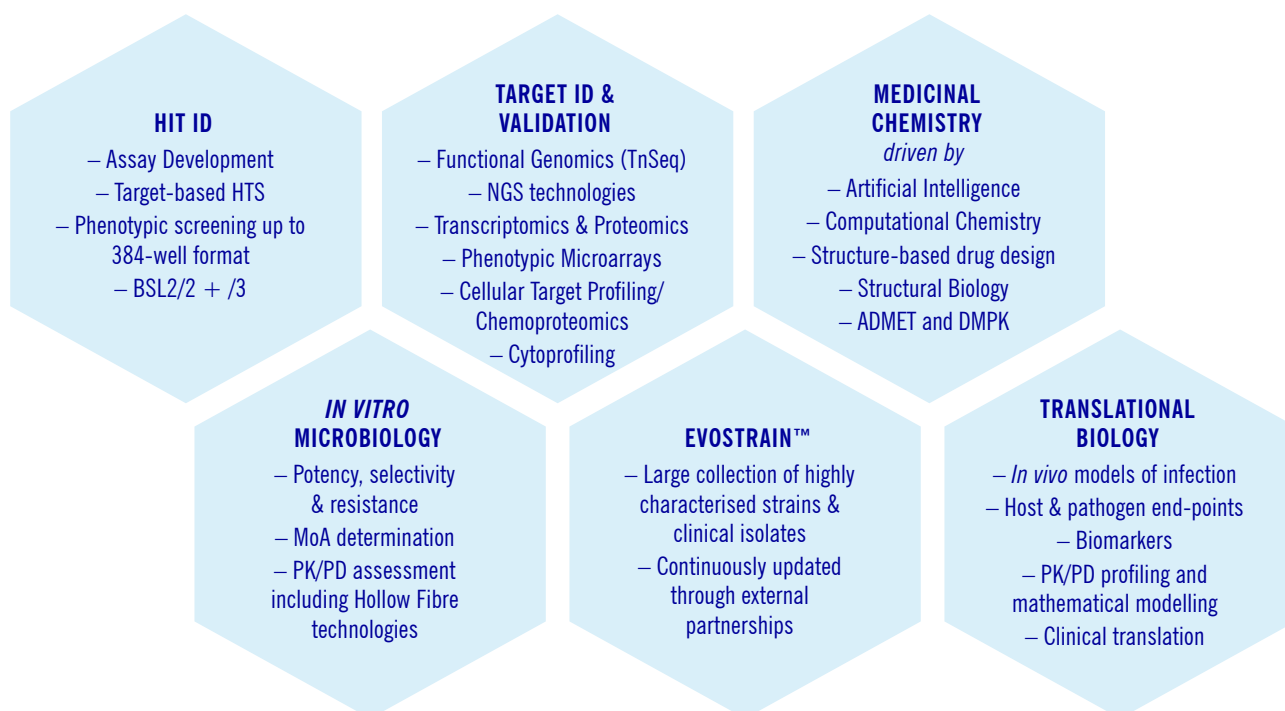 HIT ID
– Assay Development
– Target-based HTS
– Phenotypic screening up to
384-well format
– BSL2/2 + /3
TARGET ID &
VALIDATION
– Functional Genomics (TnSeq)
– NGS technologies
– Transcriptomics & Proteomics
– Phenotypic Microarrays
– Cellular Target Profiling/
Chemoproteomics
– Cytoprofiling
MEDICINAL
CHEMISTRY
driven by
– Artificial Intelligence
– Computational Chemistry
– Structure-based drug design
– Structural Biology
– ADMET and DMPK
IN VITRO
MICROBIOLOGY
– Potency, selectivity
& resistance
– MoA determination
– PK/PD assessment
including Hollow Fibre
technologies
EVOSTRAIN™
– Large collection of highly
characterised strains &
clinical isolates
– Continuously updated
through external
partnerships
TRANSLATIONAL
BIOLOGY
– In vivo models of infection
– Host & pathogen end-points
– Biomarkers
– PK/PD profiling and
mathematical modelling
– Clinical translation